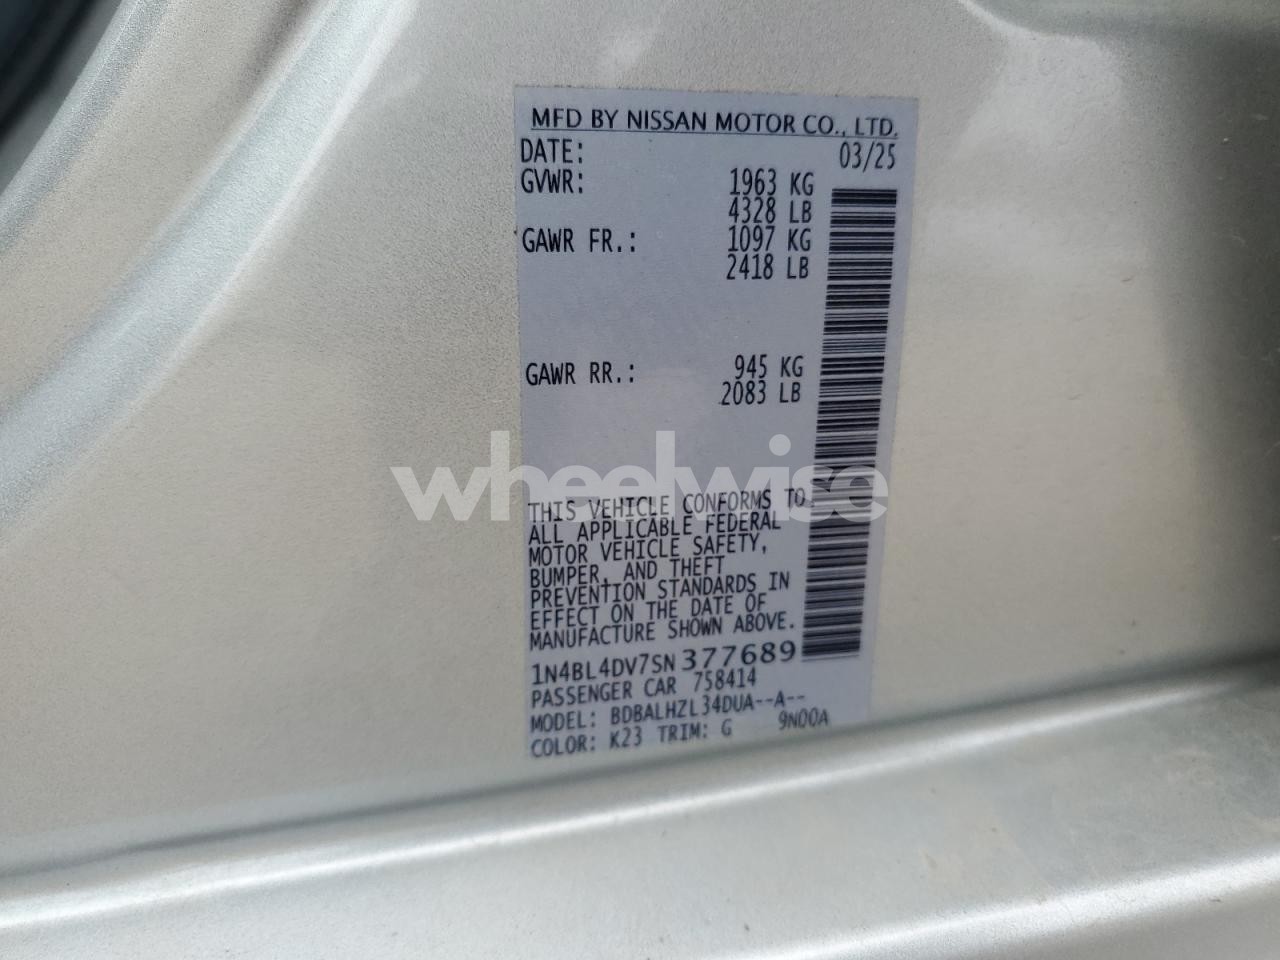 MFD BY NISSAN MOTOR CO., LTD.
DATE: 03/25
GVWR: 1963 KG
4328 LB
GAWR FR.: 1097 KG
2418 LB
GAWR RR.: 945 KG
2083 LB
wheelwise
THIS VEHICLE CONFORMS TO
ALL APPLICABLE FEDERAL
MOTOR VEHICLE SAFETY,
BUMPER, AND THEFT
PREVENTION STANDARDS IN
EFFECT ON THE DATE OF
MANUFACTURE SHOWN ABOVE.
1N4BL4DV7SN377689
PASSENGER CAR 758414
MODEL: BDBALHZL34DUA--A--
COLOR: K23 TRIM: G 9N00A